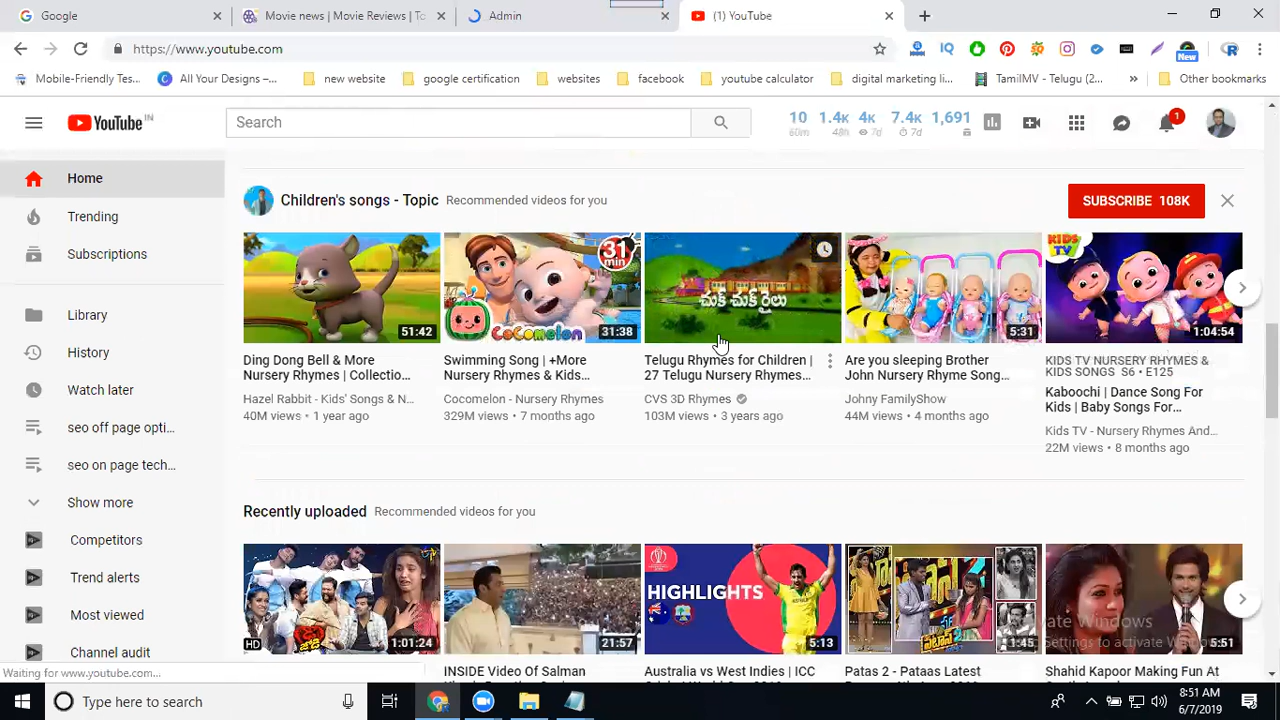 Google
Movie news | Movie Reviews | To
Admin
(1) YouTube
https://www.youtube.com
IQ
New
Mobile-Friendly Tes...
All Your Designs –...
new website
google certification
websites
facebook
youtube calculator
digital marketing li...
TamilMV - Telugu (2...
Other bookmarks
YouTube IN
Search
10 1.4K 4K 7.4K 1,691
60m 48h 7d 7d
1
Home
Trending
Subscriptions
Library
History
Watch later
seo off page opti...
seo on page tech...
Show more
Competitors
Trend alerts
Most viewed
Channel audit
Children's songs - Topic Recommended videos for you
SUBSCRIBE 108K
51:42
Ding Dong Bell & More
Nursery Rhymes | Collectio...
Hazel Rabbit - Kids' Songs & N...
40M views • 1 year ago
31 min
COCOMELON
31:38
Swimming Song | +More
Nursery Rhymes & Kids...
Cocomelon - Nursery Rhymes
329M views • 7 months ago
చుక్ చుక్ రైలు
Telugu Rhymes for Children |
27 Telugu Nursery Rhymes...
CVS 3D Rhymes
103M views • 3 years ago
5:31
Are you sleeping Brother
John Nursery Rhyme Song...
Johny FamilyShow
44M views • 4 months ago
KIDS TV
1:04:54
KIDS TV NURSERY RHYMES &
KIDS SONGS S6 • E125
Kaboochi | Dance Song For
Kids | Baby Songs For...
Kids TV - Nursery Rhymes And...
22M views • 8 months ago
Recently uploaded Recommended videos for you
HD
1:01:24
21:57
INSIDE Video Of Salman
HIGHLIGHTS
5:13
Australia vs West Indies | ICC
1:45
Patas 2 - Pataas Latest
5:51
Shahid Kapoor Making Fun At
Activate Windows
Settings to activate Windows
Waiting for www.youtube.com...
Type here to search
8:51 AM
6/7/2019